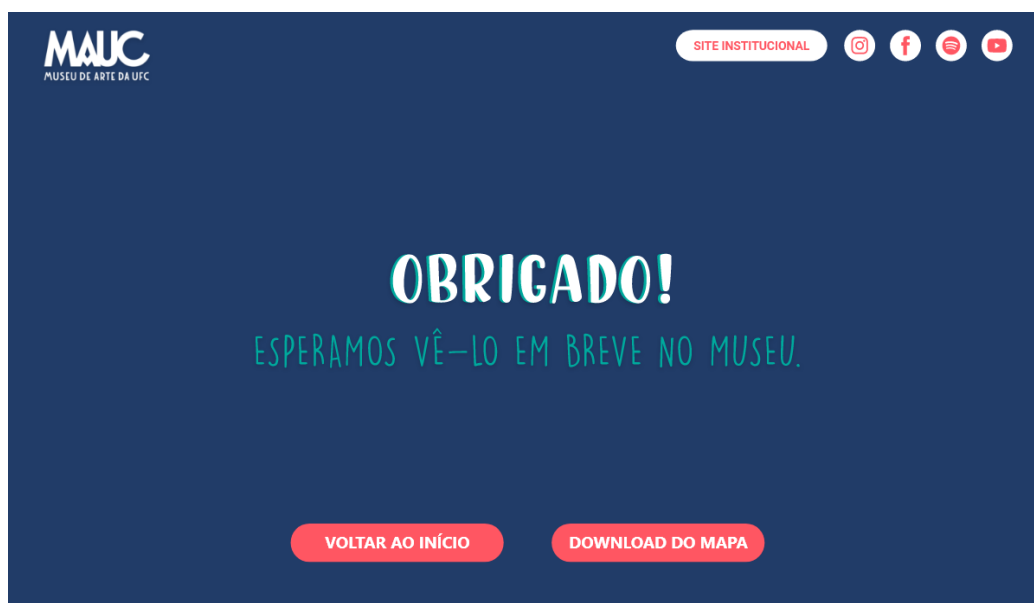 MAUC
MUSEU DE ARTE DA UFC
SITE INSTITUCIONAL
OBRIGADO!
ESPERAMOS VÊ-LO EM BREVE NO MUSEU.
VOLTAR AO INÍCIO
DOWNLOAD DO MAPA